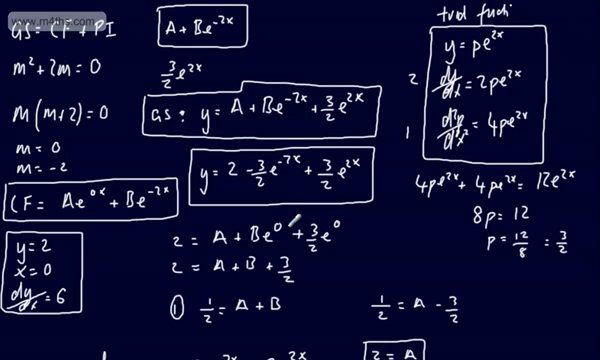 www.m4ths.com
GS = CF + PI
m² + 2m = 0
m(m+2) = 0
m = 0
m = -2
CF = Ae^{0x} + Be^{-2x}
y = 2
x = 0
dy/dx = 6
A + Be^{-2x}
3/2 e^{2x}
GS: y = A + Be^{-2x} + 3/2 e^{2x}
y = 2 - 3/2 e^{-2x} + 3/2 e^{2x}
2 = A + Be^0 + 3/2 e^0
2 = A + B + 3/2
① 1/2 = A + B
1/2 = A - 3/2
2 = A
y = pe^{2x}
2 dy/dx = 2pe^{2x}
1 d²y/dx² = 4pe^{2x}
4pe^{2x} + 4pe^{2x} = 12e^{2x}
8p = 12
p = 12/8 = 3/2